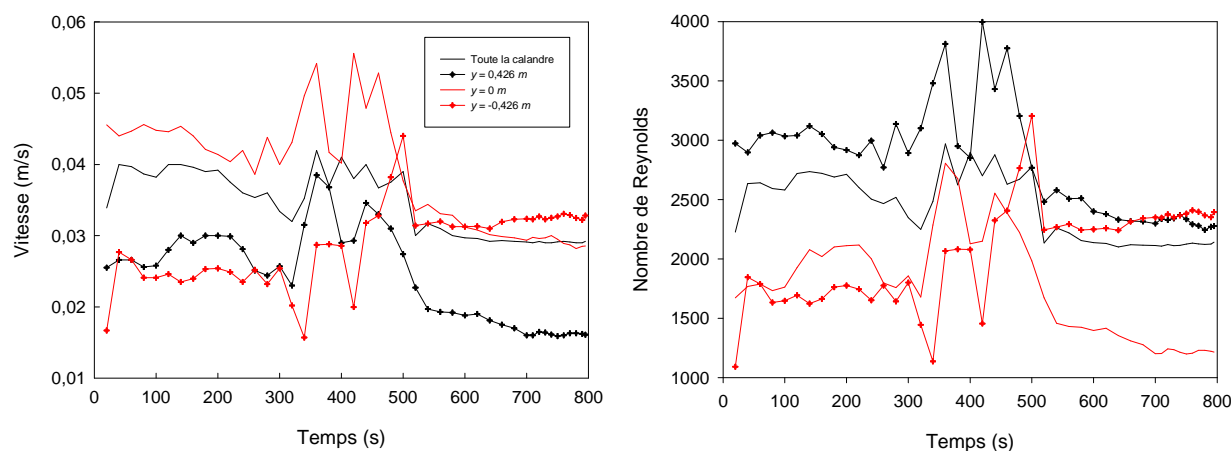 0,06
0,05
0,04
0,03
0,02
0,01
Vitesse (m/s)
Toute la calandre
y = 0,426 m
y = 0 m
y = -0,426 m
0 100 200 300 400 500 600 700 800
Temps (s)
4000
3500
3000
2500
2000
1500
1000
Nombre de Reynolds
0 100 200 300 400 500 600 700 800
Temps (s)